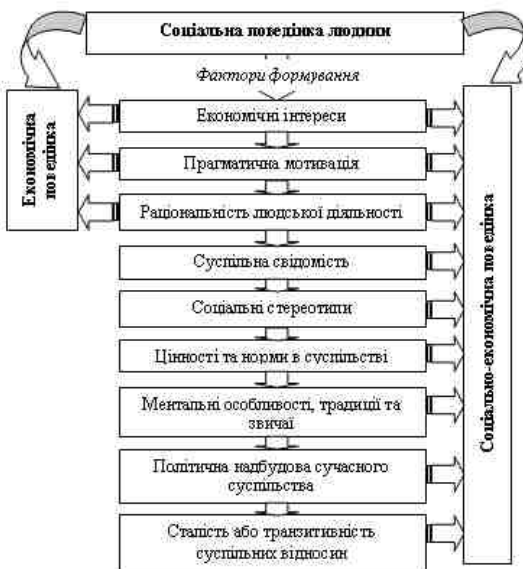 Соціальна поведінка людини
Фактори формування
Економічна
поведінка
Економічні інтереси
Прагматична мотивація
Раціональність людської діяльності
Суспільна свідомість
Соціальні стереотипи
Цінності та норми в суспільстві
Ментальні особливості, традиції та
звичаї
Політична надбудова сучасного
суспільства
Сталість або транзитивність
суспільних відносин
Соціально-економічна поведінка